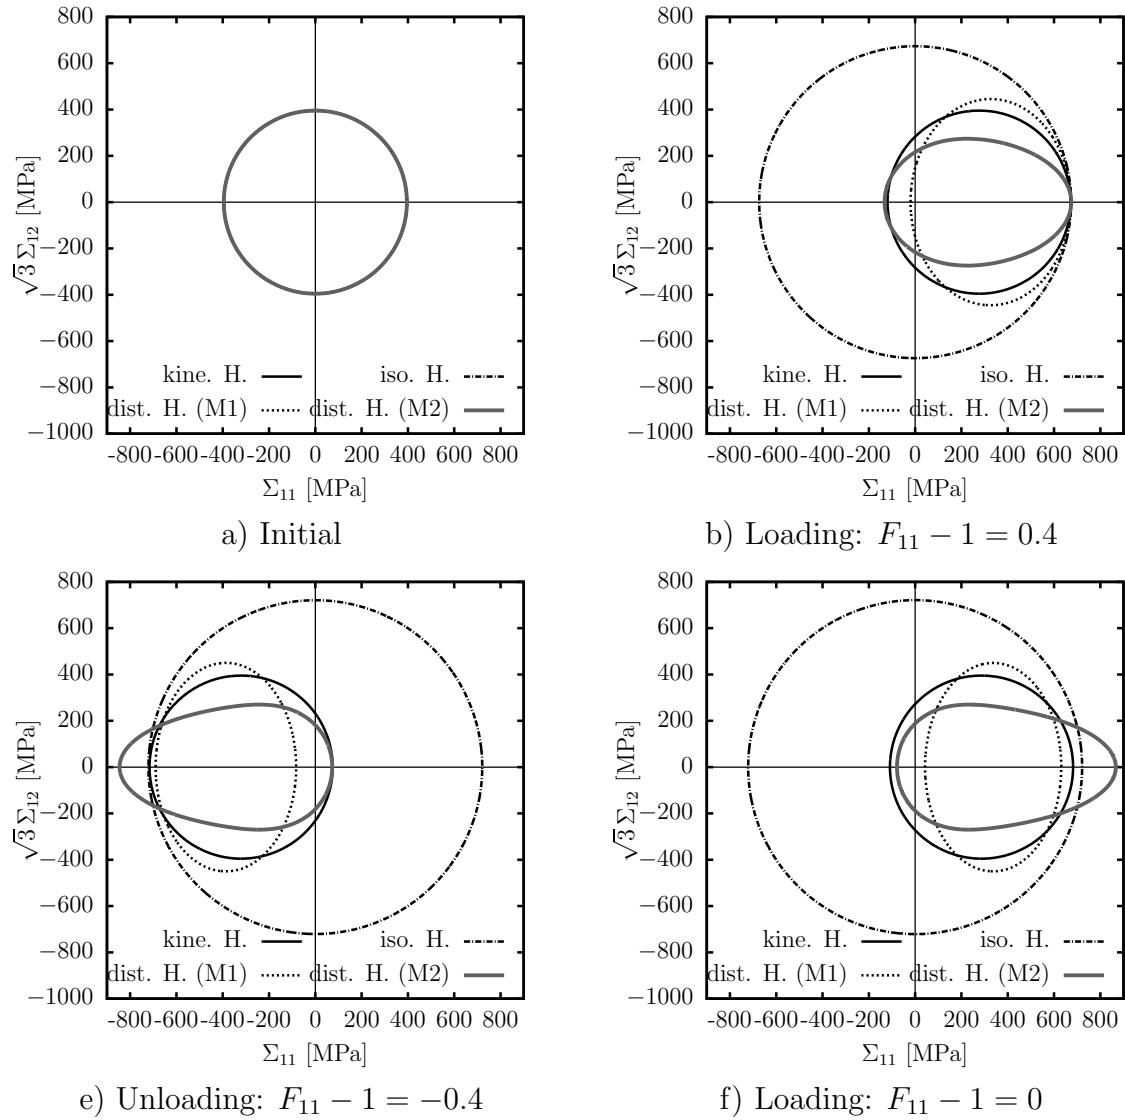 800
600
400
200
0
−200
−400
−600
−800
−1000
√3 Σ12 [MPa]
kine. H.
iso. H.
dist. H. (M1)
dist. H. (M2)
-800 -600 -400 -200 0 200 400 600 800
Σ11 [MPa]
a) Initial
800
600
400
200
0
−200
−400
−600
−800
−1000
√3 Σ12 [MPa]
kine. H.
iso. H.
dist. H. (M1)
dist. H. (M2)
-800 -600 -400 -200 0 200 400 600 800
Σ11 [MPa]
b) Loading: F11 − 1 = 0.4
800
600
400
200
0
−200
−400
−600
−800
−1000
√3 Σ12 [MPa]
kine. H.
iso. H.
dist. H. (M1)
dist. H. (M2)
-800 -600 -400 -200 0 200 400 600 800
Σ11 [MPa]
e) Unloading: F11 − 1 = −0.4
800
600
400
200
0
−200
−400
−600
−800
−1000
√3 Σ12 [MPa]
kine. H.
iso. H.
dist. H. (M1)
dist. H. (M2)
-800 -600 -400 -200 0 200 400 600 800
Σ11 [MPa]
f) Loading: F11 − 1 = 0